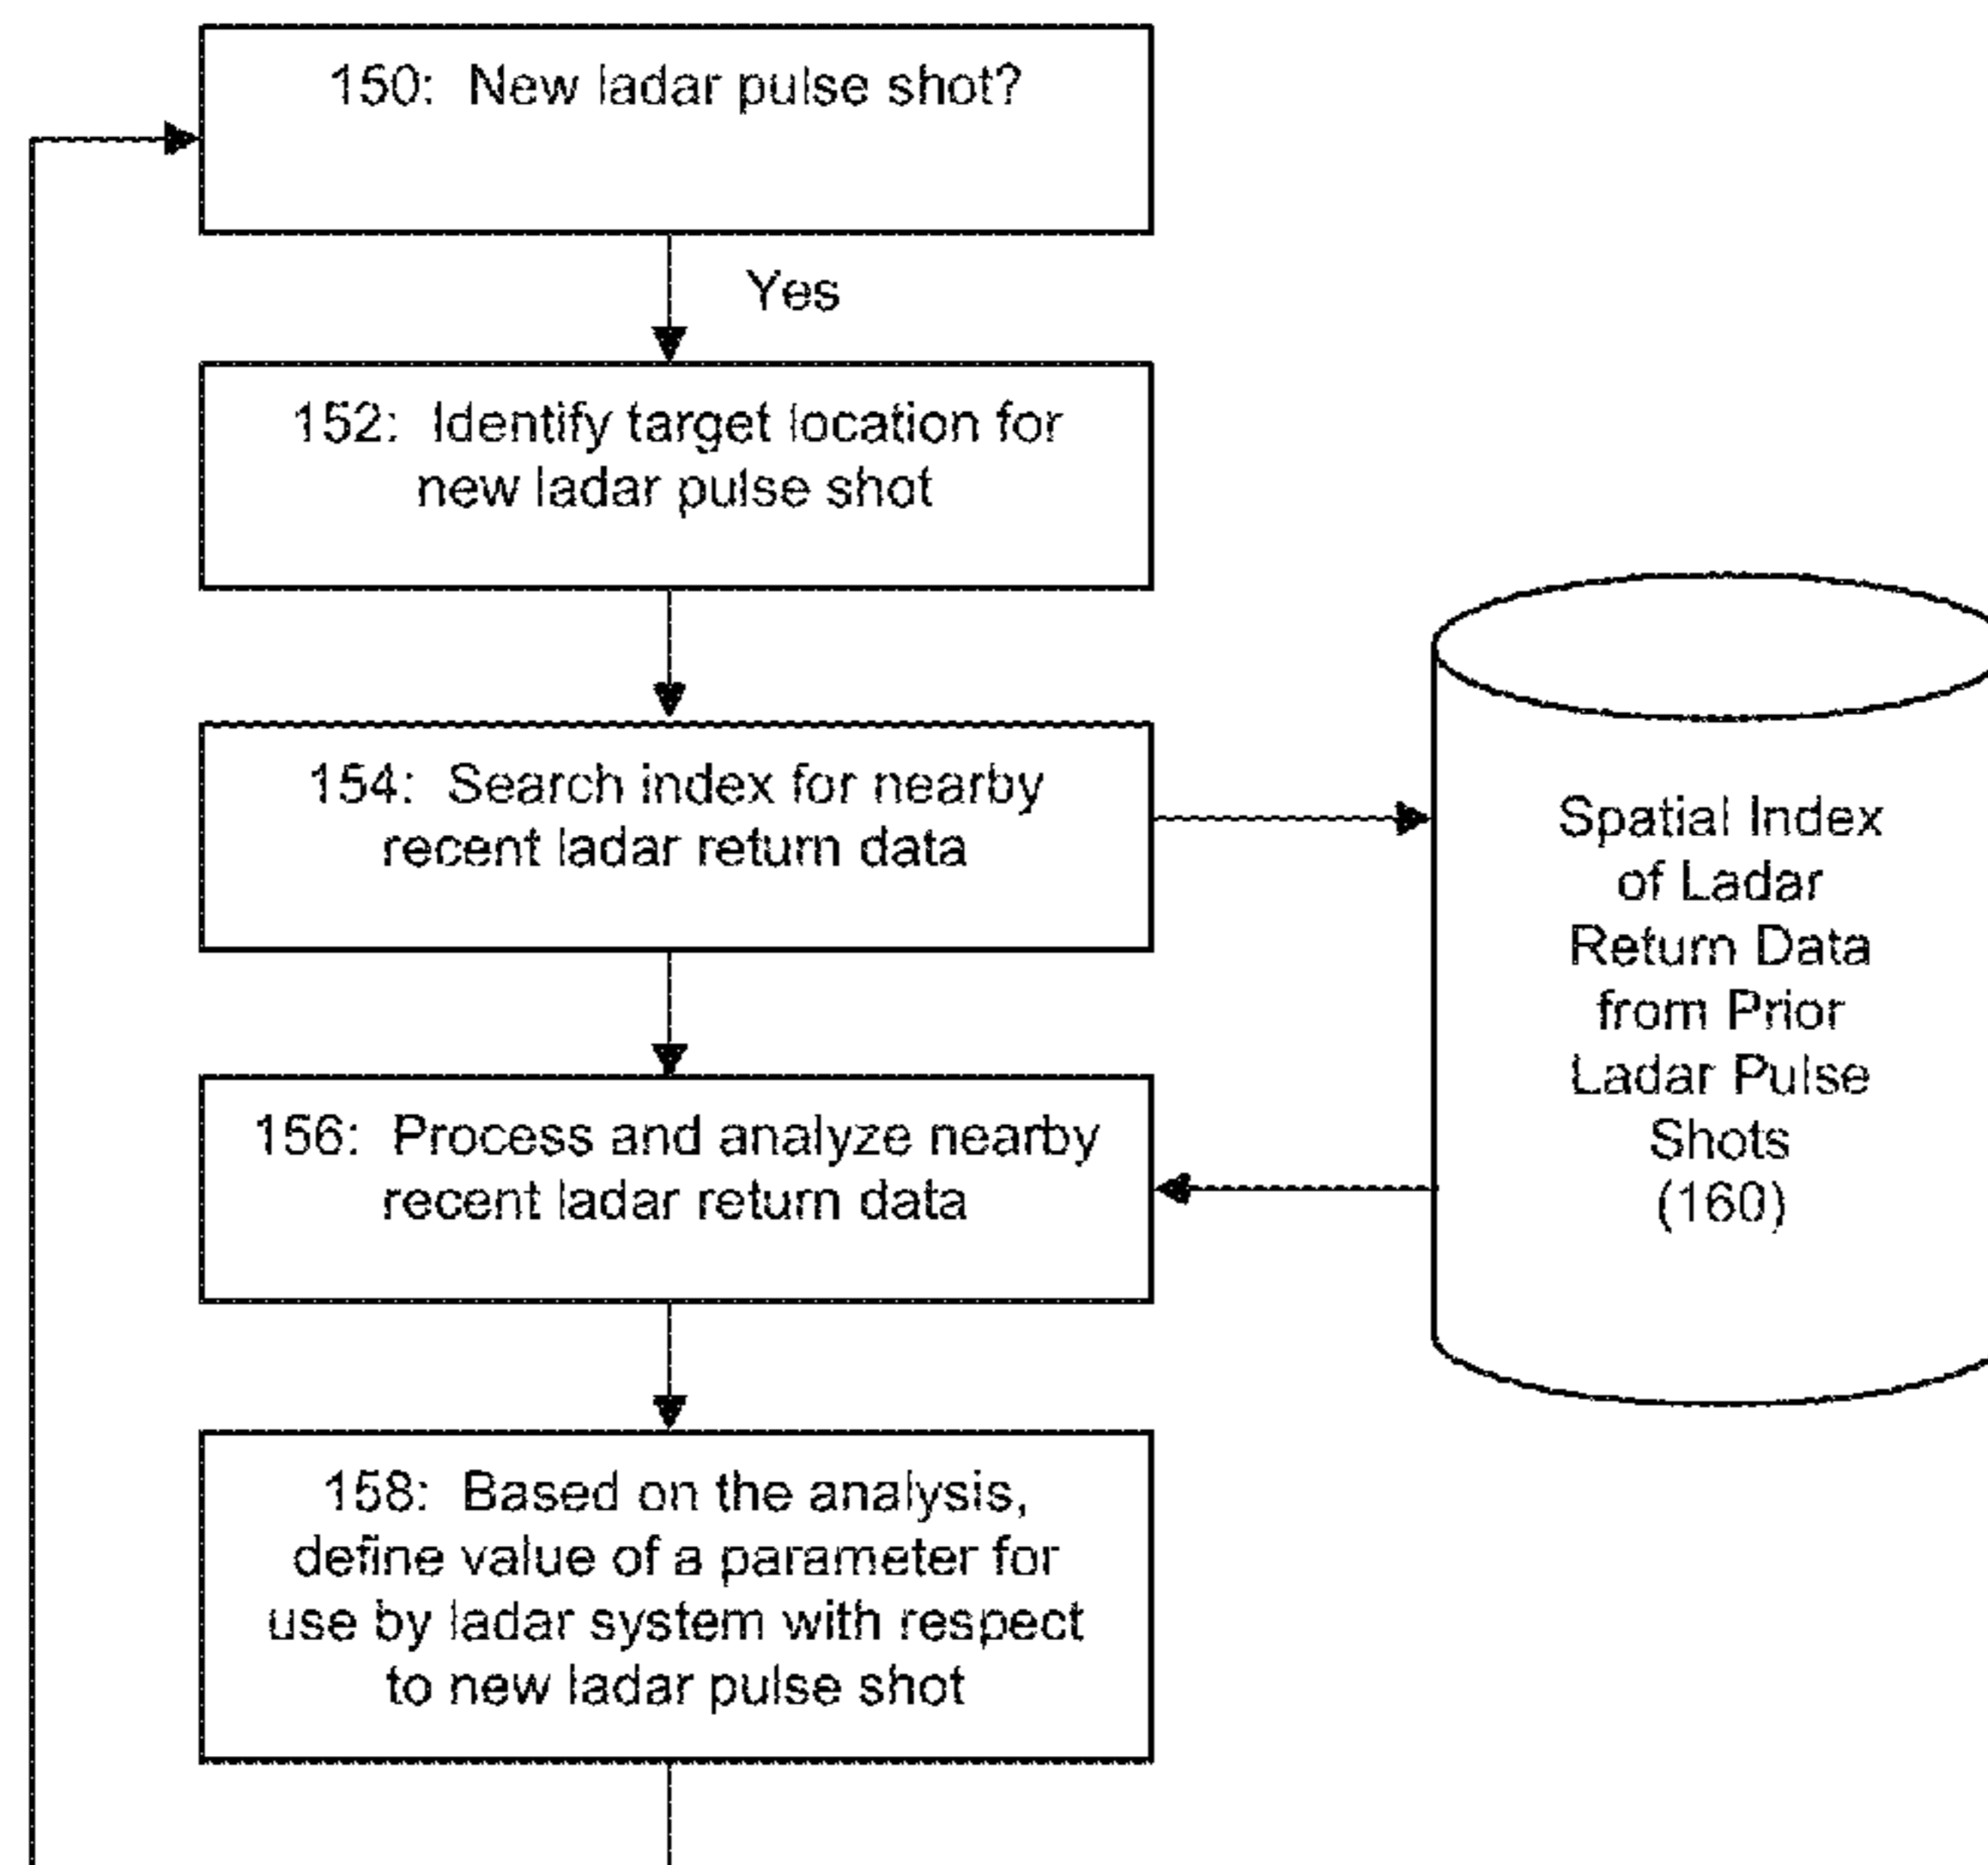 150: New ladar pulse shot?
Yes
152: Identify target location for
new ladar pulse shot
154: Search index for nearby
recent ladar return data
Spatial Index
of Ladar
Return Data
from Prior
Ladar Pulse
Shots
(160)
156: Process and analyze nearby
recent ladar return data
158: Based on the analysis,
define value of a parameter for
use by ladar system with respect
to new ladar pulse shot